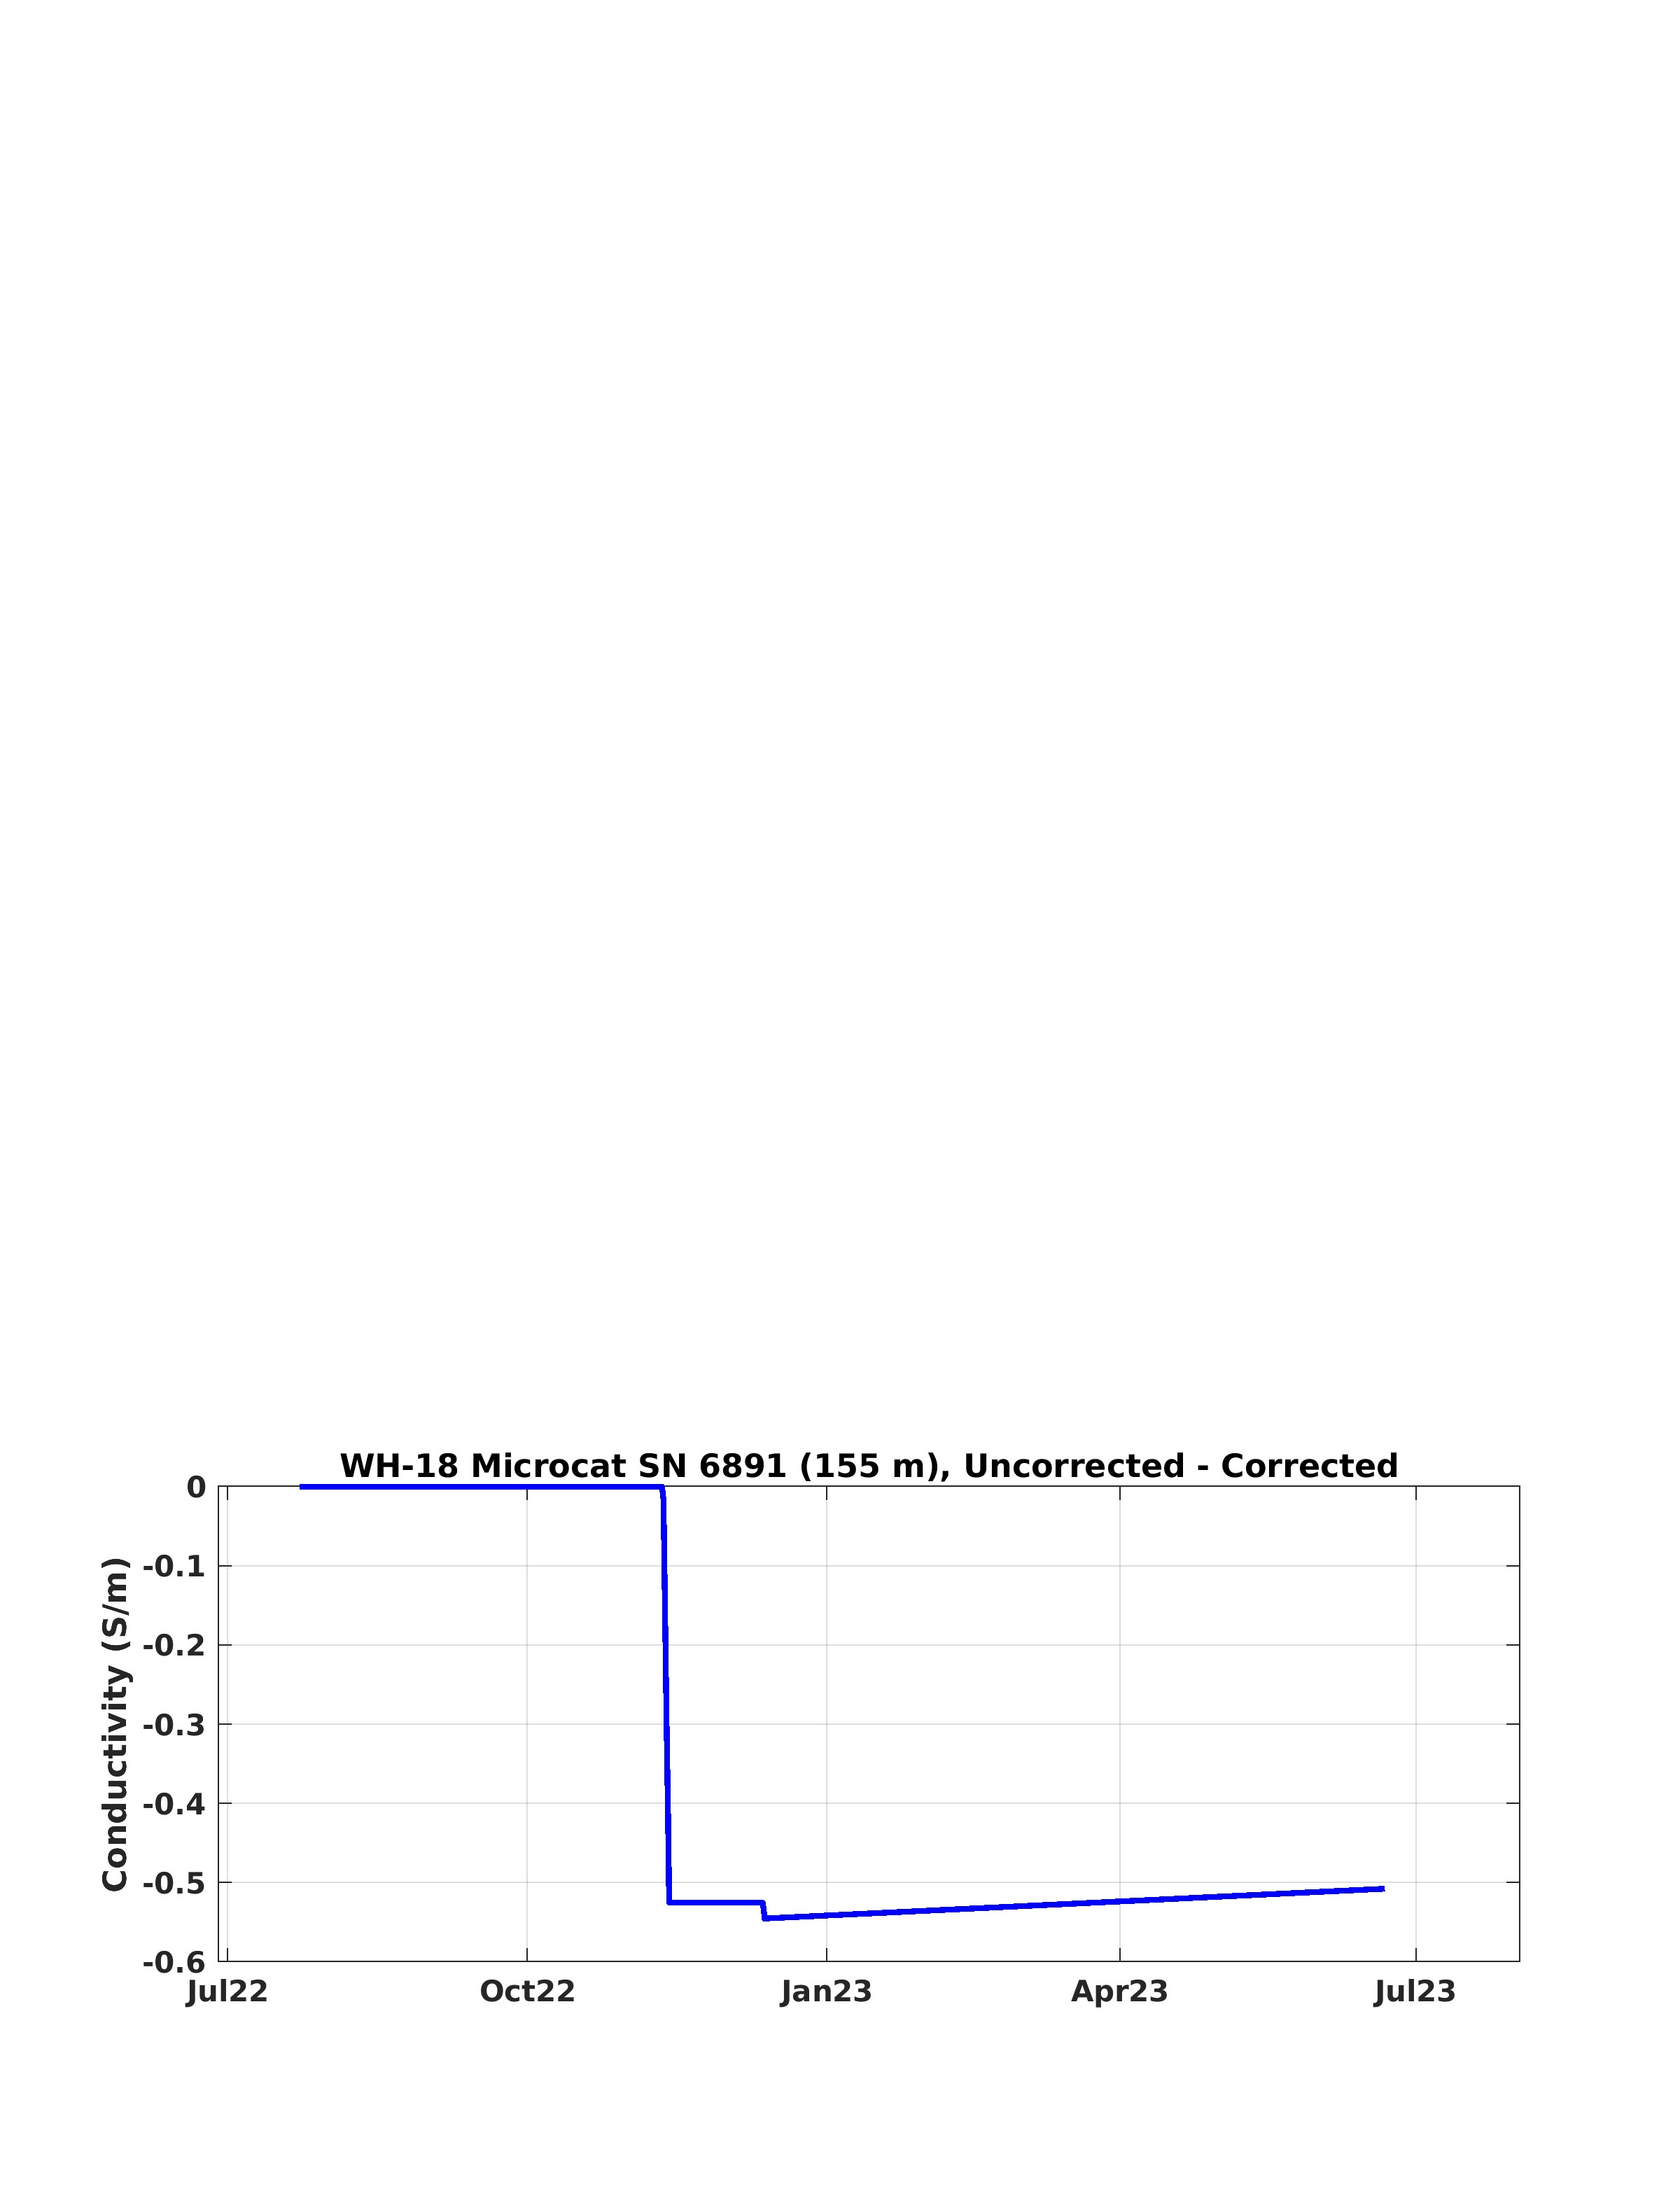 WH-18 Microcat SN 6891 (155 m), Uncorrected - Corrected
Conductivity (S/m)
0
-0.1
-0.2
-0.3
-0.4
-0.5
-0.6
Jul22 Oct22 Jan23 Apr23 Jul23